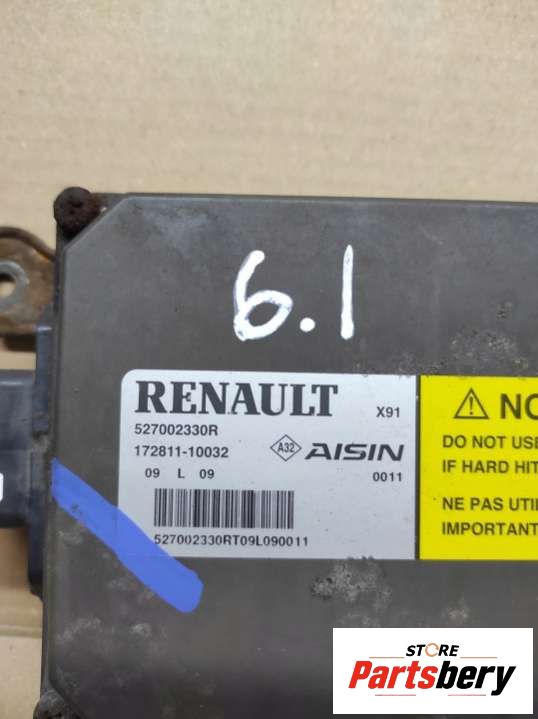 6.1
RENAULT X91
527002330R
172811-10032 A32 AISIN
09 L 09 0011
527002330RT09L090011
NO
DO NOT USE
IF HARD HIT
NE PAS UTI
IMPORTANT
STORE
Partsbery